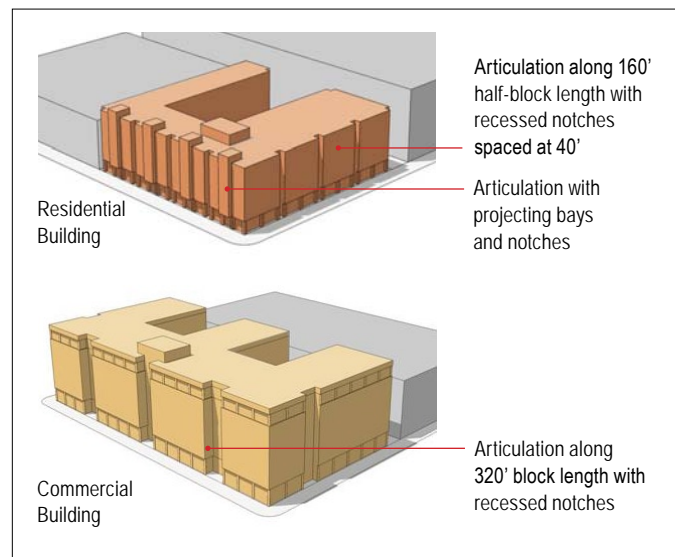 Articulation along 160’
half-block length with
recessed notches
spaced at 40’
Articulation with
projecting bays
and notches
Residential
Building
Articulation along
320’ block length with
recessed notches
Commercial
Building